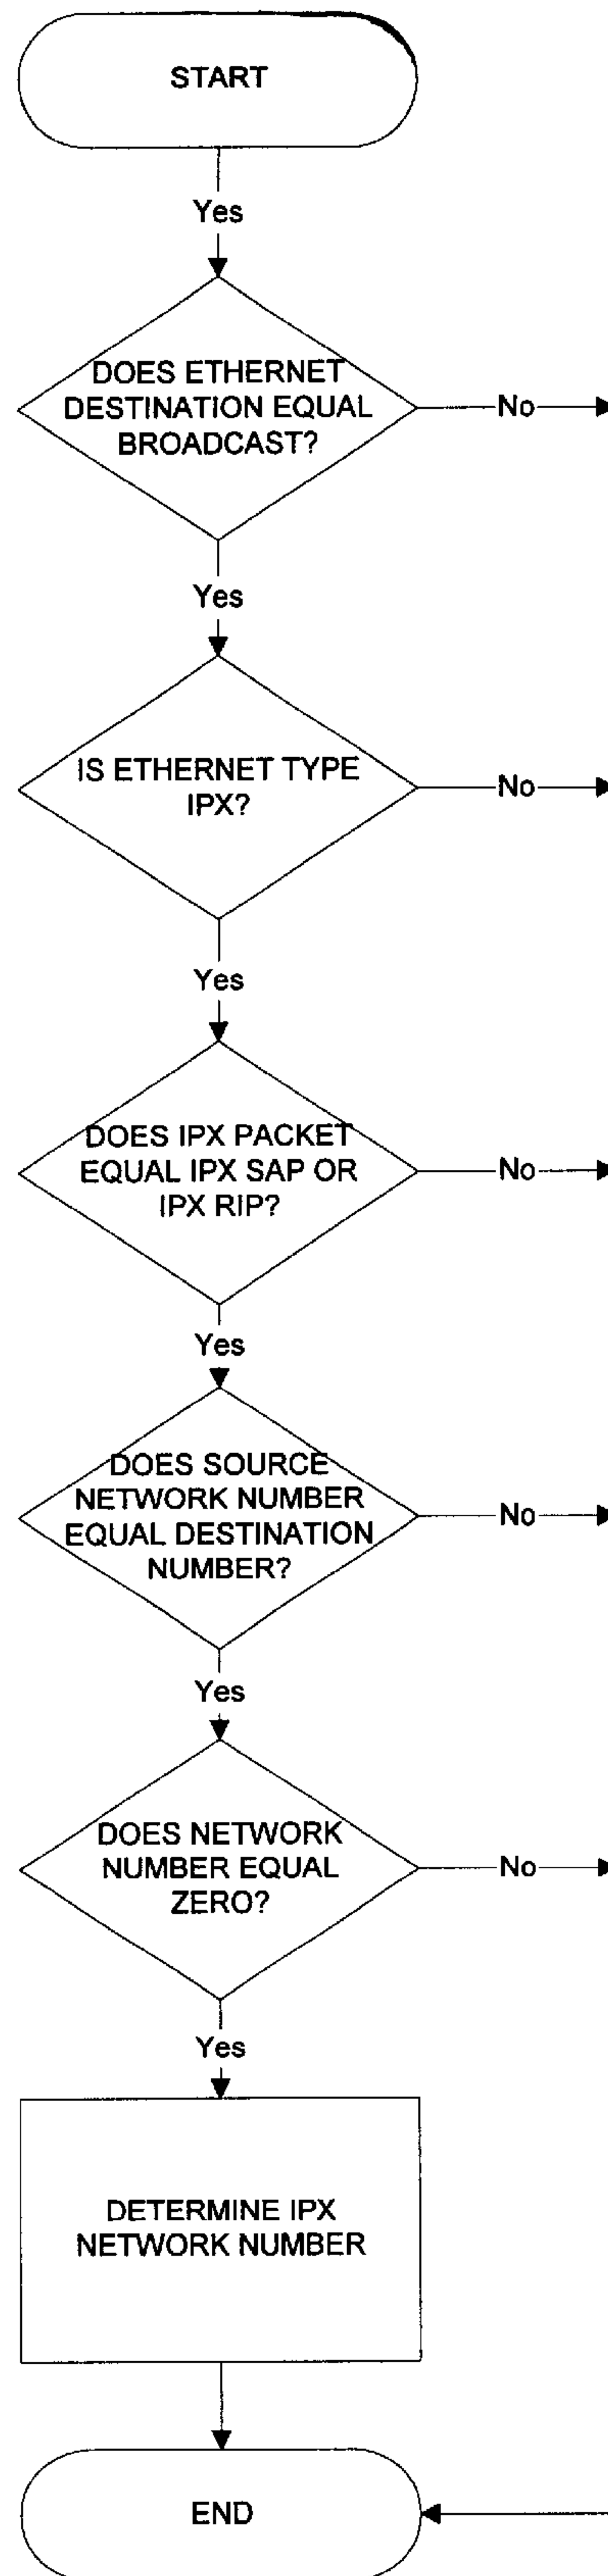 START
Yes
DOES ETHERNET
DESTINATION EQUAL
BROADCAST?
No
Yes
IS ETHERNET TYPE
IPX?
No
Yes
DOES IPX PACKET
EQUAL IPX SAP OR
IPX RIP?
No
Yes
DOES SOURCE
NETWORK NUMBER
EQUAL DESTINATION
NUMBER?
No
Yes
DOES NETWORK
NUMBER EQUAL
ZERO?
No
Yes
DETERMINE IPX
NETWORK NUMBER
END